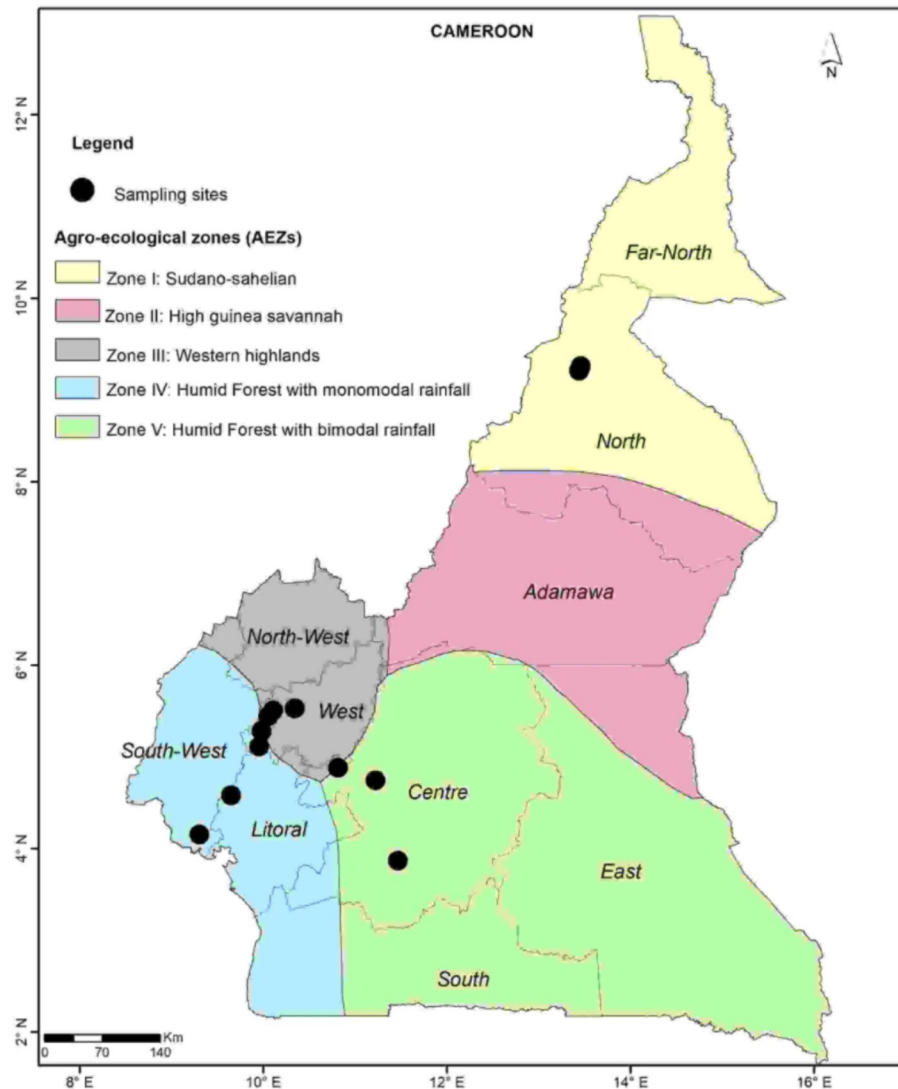 CAMEROON
N
12° N
10° N
8° N
6° N
4° N
2° N
Legend
Sampling sites
Agro-ecological zones (AEZs)
Zone I: Sudano-sahelian
Zone II: High guinea savannah
Zone III: Western highlands
Zone IV: Humid Forest with monomodal rainfall
Zone V: Humid Forest with bimodal rainfall
Far-North
North
Adamawa
North-West
West
South-West
Litoral
Centre
East
South
Km
0 70 140
8° E 10° E 12° E 14° E 16° E